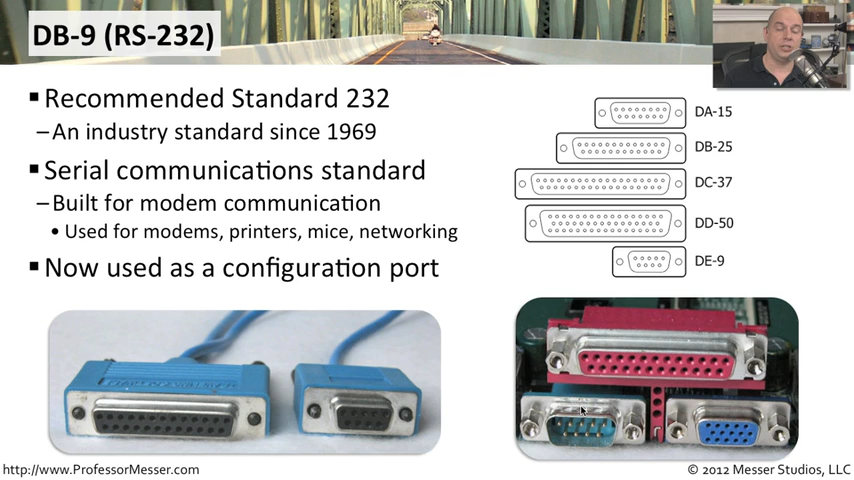 DB-9 (RS-232)
▪ Recommended Standard 232
– An industry standard since 1969
▪ Serial communications standard
– Built for modem communication
• Used for modems, printers, mice, networking
▪ Now used as a configuration port
DA-15
DB-25
DC-37
DD-50
DE-9
http://www.ProfessorMesser.com
© 2012 Messer Studios, LLC